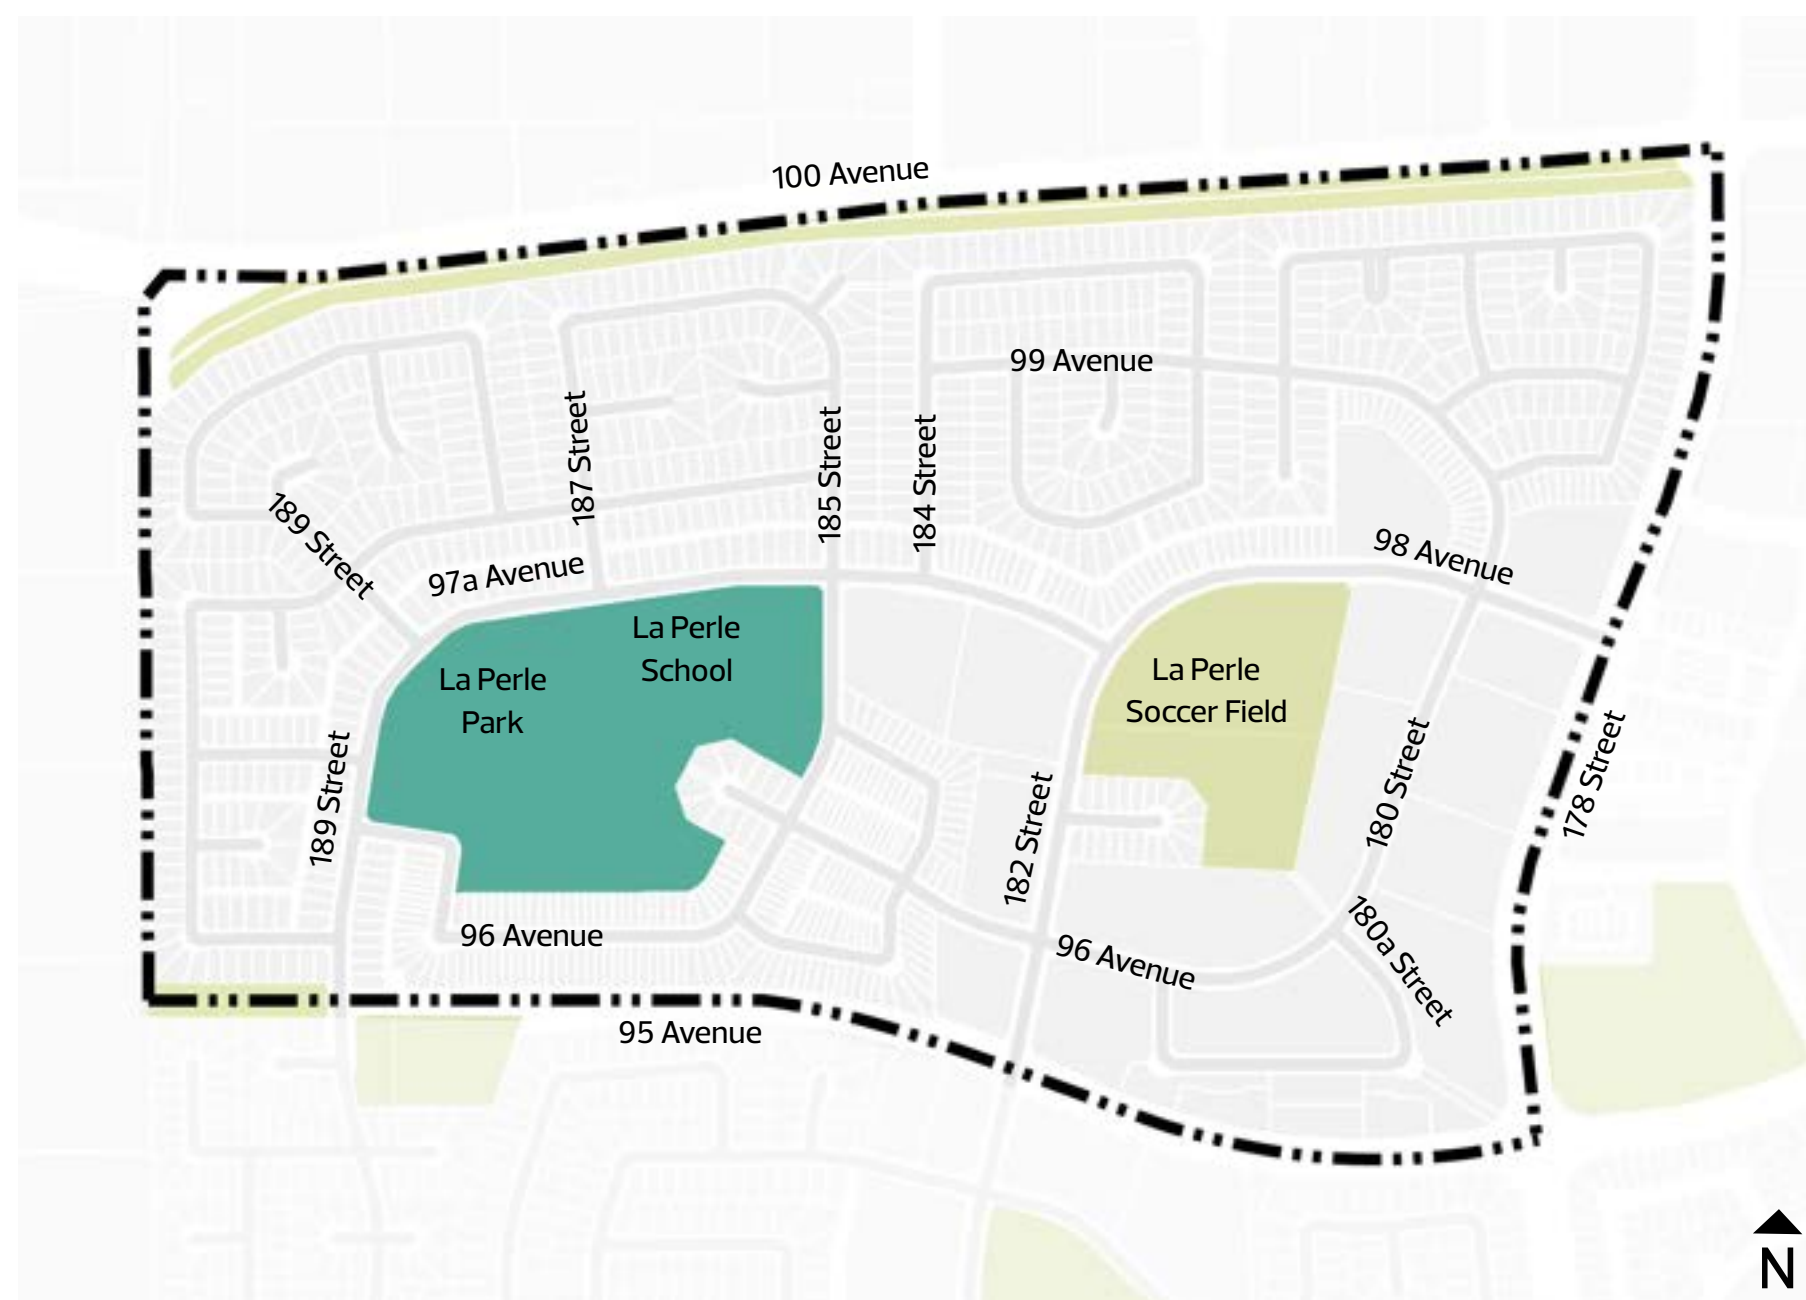 100 Avenue
99 Avenue
187 Street
185 Street
184 Street
189 Street
98 Avenue
97a Avenue
La Perle
School
La Perle
Park
La Perle
Soccer Field
189 Street
182 Street
180 Street
178 Street
96 Avenue
96 Avenue
180a Street
95 Avenue
N